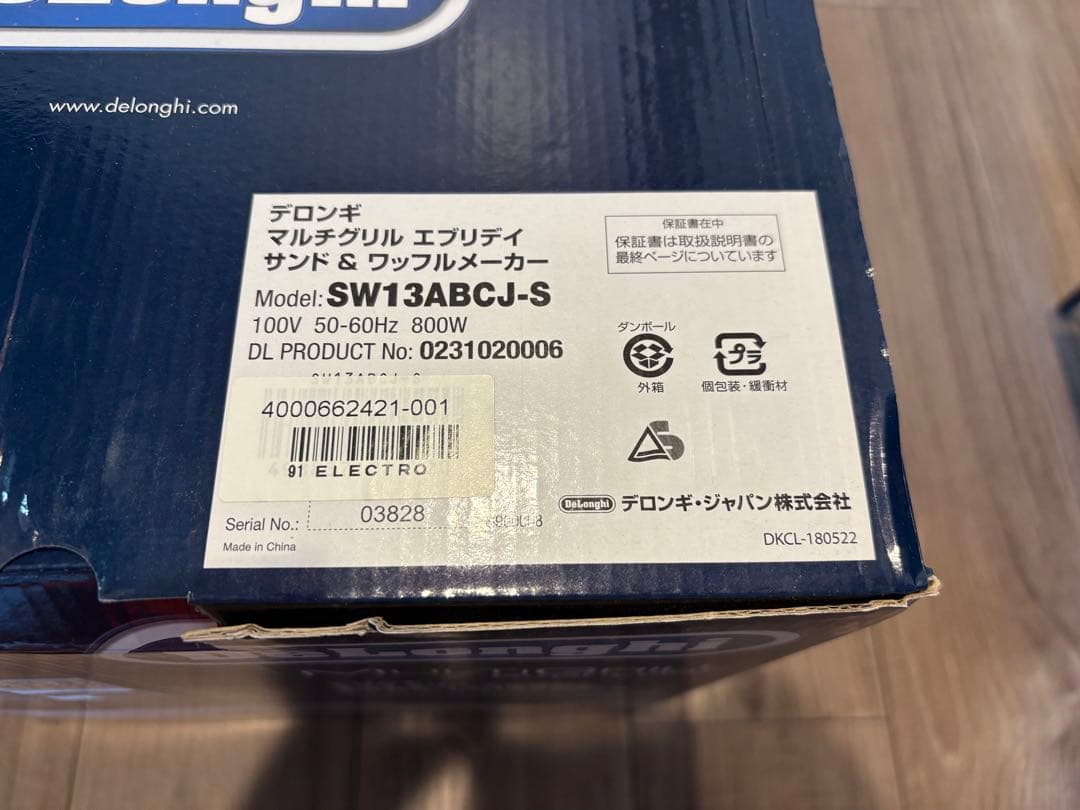 www.delonghi.com
デロンギ
マルチグリル エブリデイ
サンド & ワッフルメーカー
Model: SW13ABCJ-S
100V 50-60Hz 800W
DL PRODUCT No: 0231020006
保証書在中
保証書は取扱説明書の
最終ページについています
ダンボール
外箱
プラ
個包装・緩衝材
SW13ABCJ-S
4000662421-001
91 ELECTRO
Serial No.: 03828
Made in China
DeLonghi デロンギ・ジャパン株式会社
DKCL-180522
DeLonghi